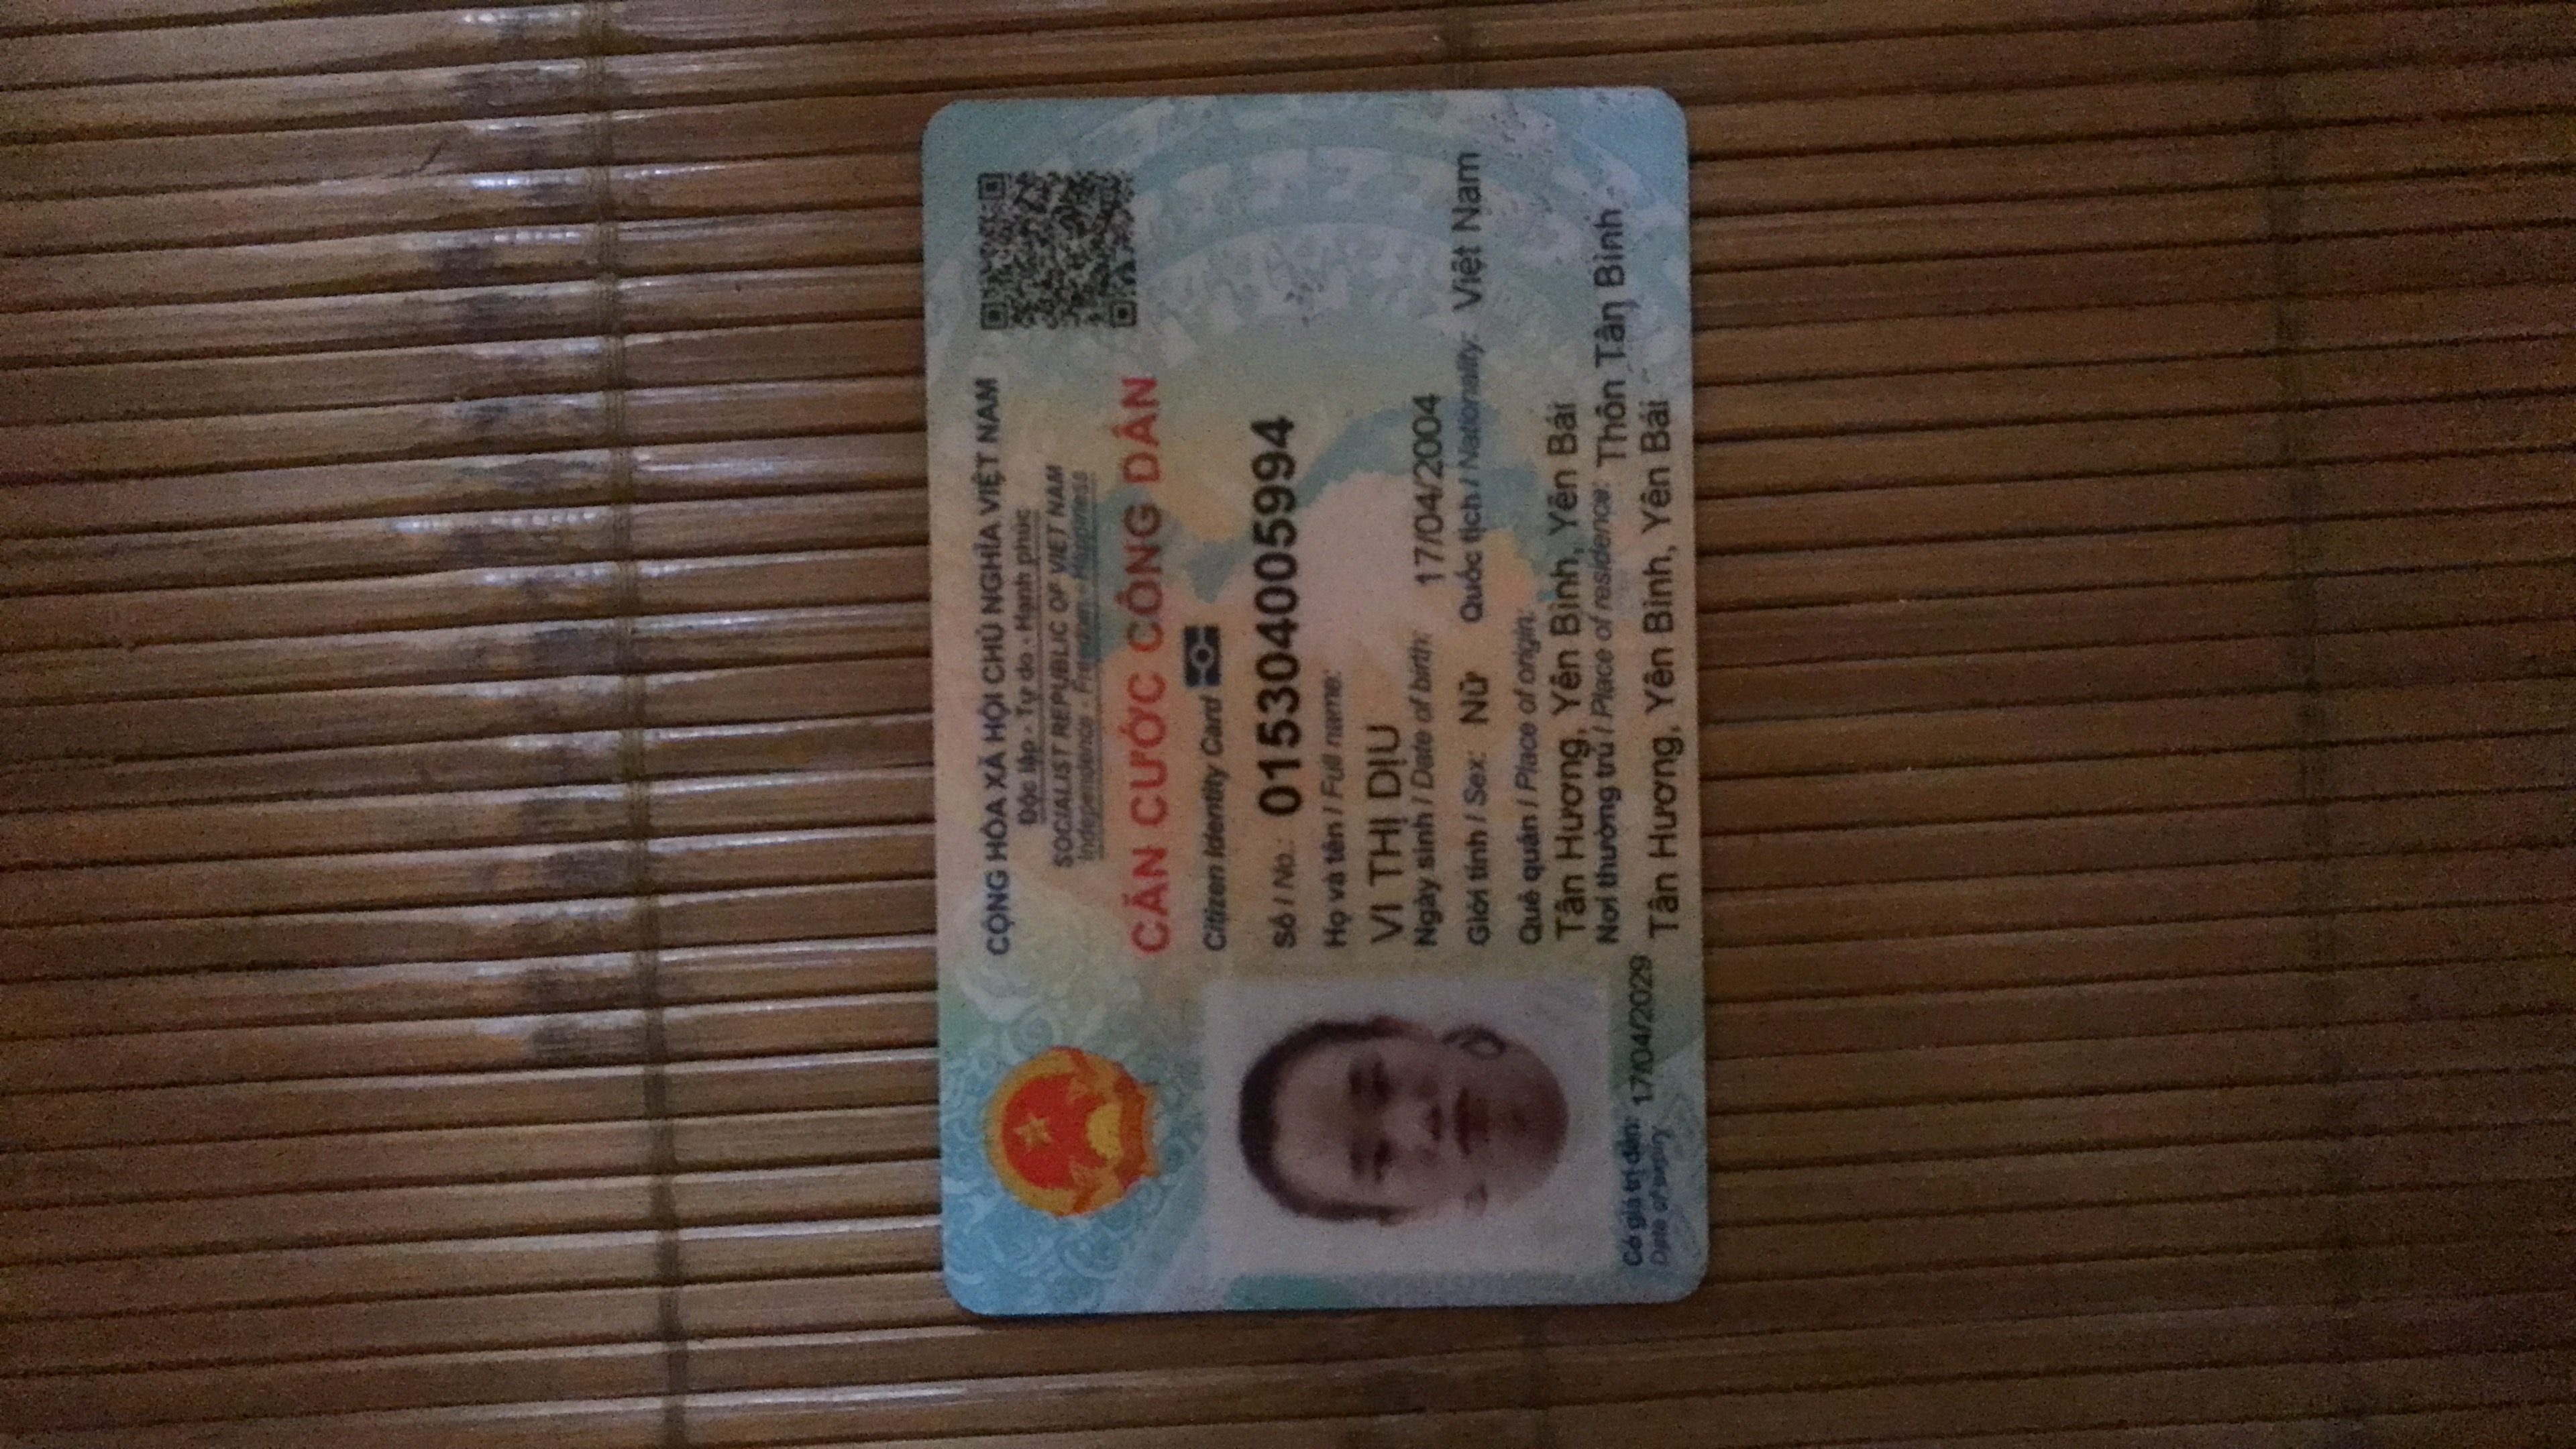 CỘNG HÒA XÃ HỘI CHỦ NGHĨA VIỆT NAM
Độc lập - Tự do - Hạnh phúc
SOCIALIST REPUBLIC OF VIET NAM
Independence - Freedom - Happiness
CĂN CƯỚC CÔNG DÂN
Citizen Identity Card
Số / No.: 015304005994
Họ và tên / Full name:
VI THỊ DỊU
Ngày sinh / Date of birth: 17/04/2004
Giới tính / Sex: Nữ Quốc tịch / Nationality: Việt Nam
Quê quán / Place of origin:
Tân Hương, Yên Bình, Yên Bái
Nơi thường trú / Place of residence: Thôn Tân Bình
Tân Hương, Yên Bình, Yên Bái
Có giá trị đến: 17/04/2029
Date of expiry